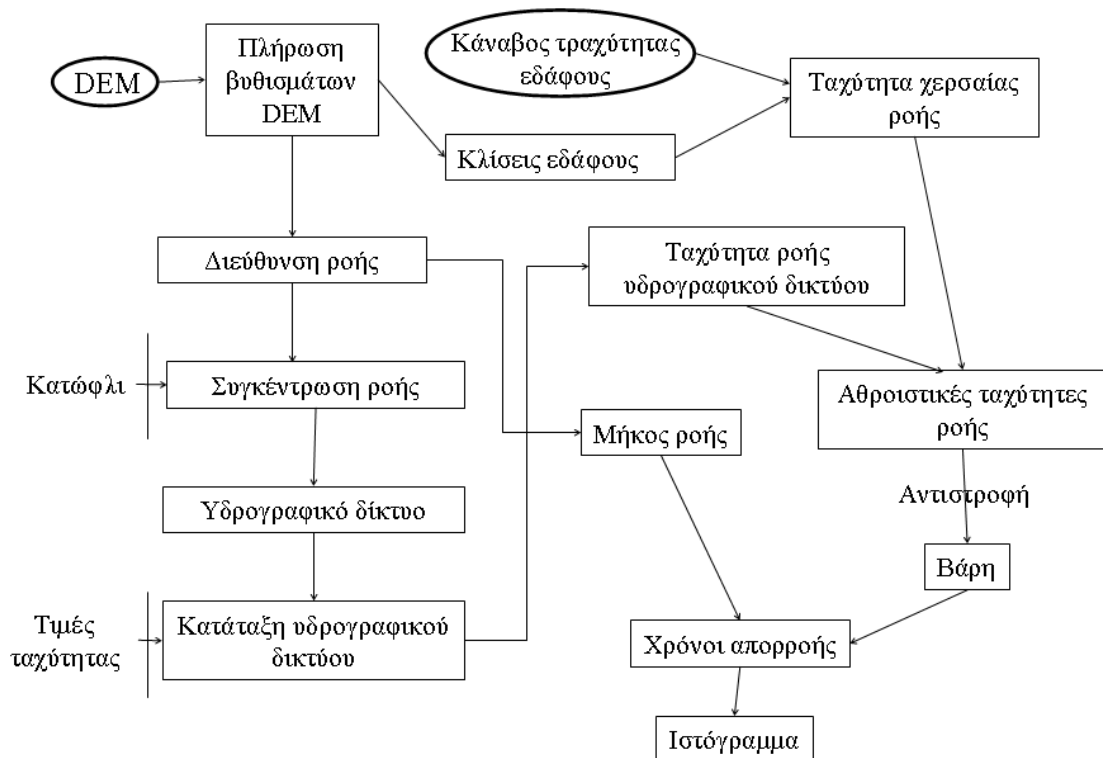 DEM
Πλήρωση
βυθισμάτων
DEM
Κάναβος τραχύτητας
εδάφους
Ταχύτητα χερσαίας
ροής
Κλίσεις εδάφους
Διεύθυνση ροής
Ταχύτητα ροής
υδρογραφικού δικτύου
Κατώφλι
Συγκέντρωση ροής
Αθροιστικές ταχύτητες
ροής
Μήκος ροής
Αντιστροφή
Υδρογραφικό δίκτυο
Βάρη
Τιμές
ταχύτητας
Κατάταξη υδρογραφικού
δικτύου
Χρόνοι απορροής
Ιστόγραμμα